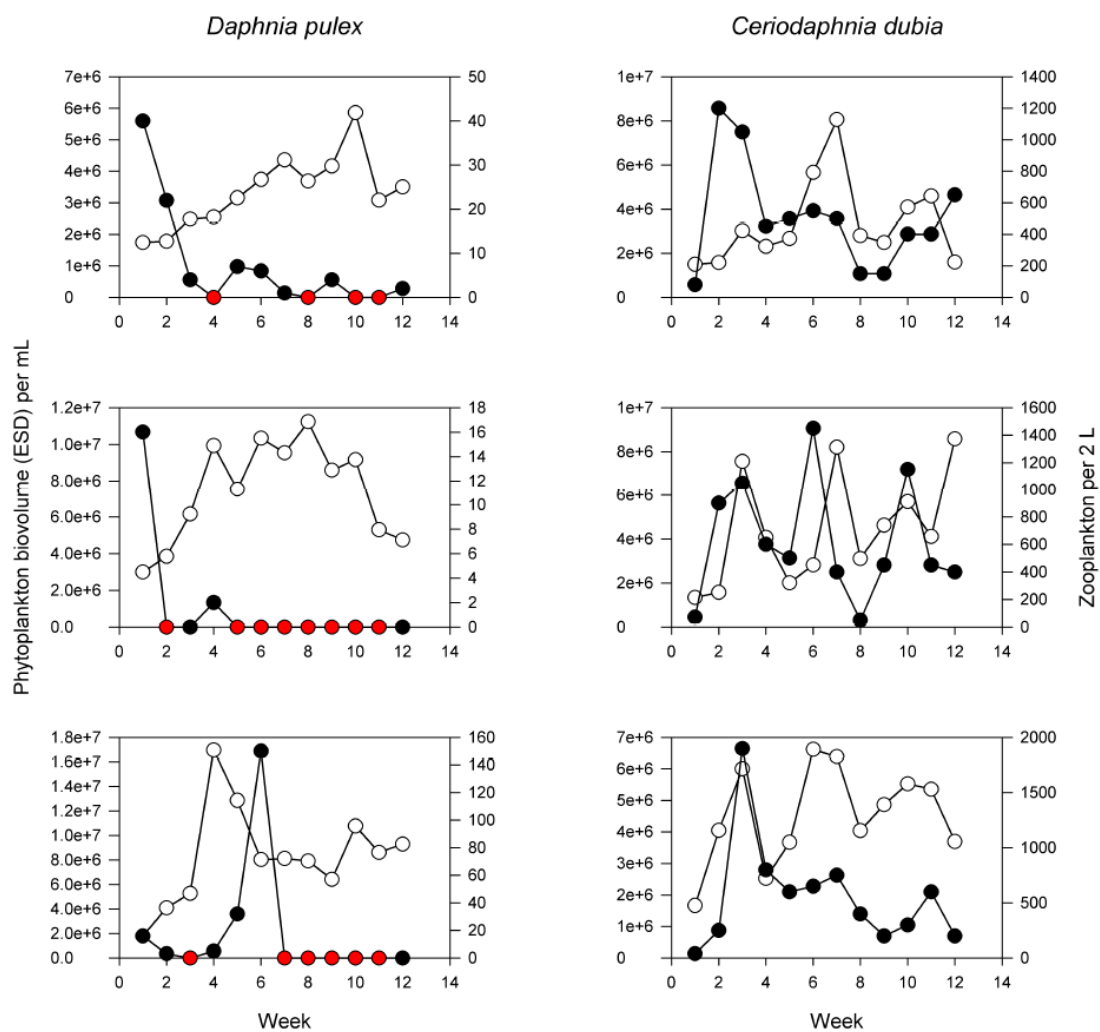 Daphnia pulex
Ceriodaphnia dubia
Phytoplankton biovolume (ESD) per mL
Zooplankton per 2 L
7e+6
6e+6
5e+6
4e+6
3e+6
2e+6
1e+6
0
50
40
30
20
10
0
0 2 4 6 8 10 12 14
1e+7
8e+6
6e+6
4e+6
2e+6
0
1400
1200
1000
800
600
400
200
0
0 2 4 6 8 10 12 14
1.2e+7
1.0e+7
8.0e+6
6.0e+6
4.0e+6
2.0e+6
0.0
18
16
14
12
10
8
6
4
2
0
0 2 4 6 8 10 12 14
1e+7
8e+6
6e+6
4e+6
2e+6
0
1600
1400
1200
1000
800
600
400
200
0
0 2 4 6 8 10 12 14
1.8e+7
1.6e+7
1.4e+7
1.2e+7
1.0e+7
8.0e+6
6.0e+6
4.0e+6
2.0e+6
0.0
160
140
120
100
80
60
40
20
0
0 2 4 6 8 10 12 14
Week
7e+6
6e+6
5e+6
4e+6
3e+6
2e+6
1e+6
0
2000
1500
1000
500
0
0 2 4 6 8 10 12 14
Week